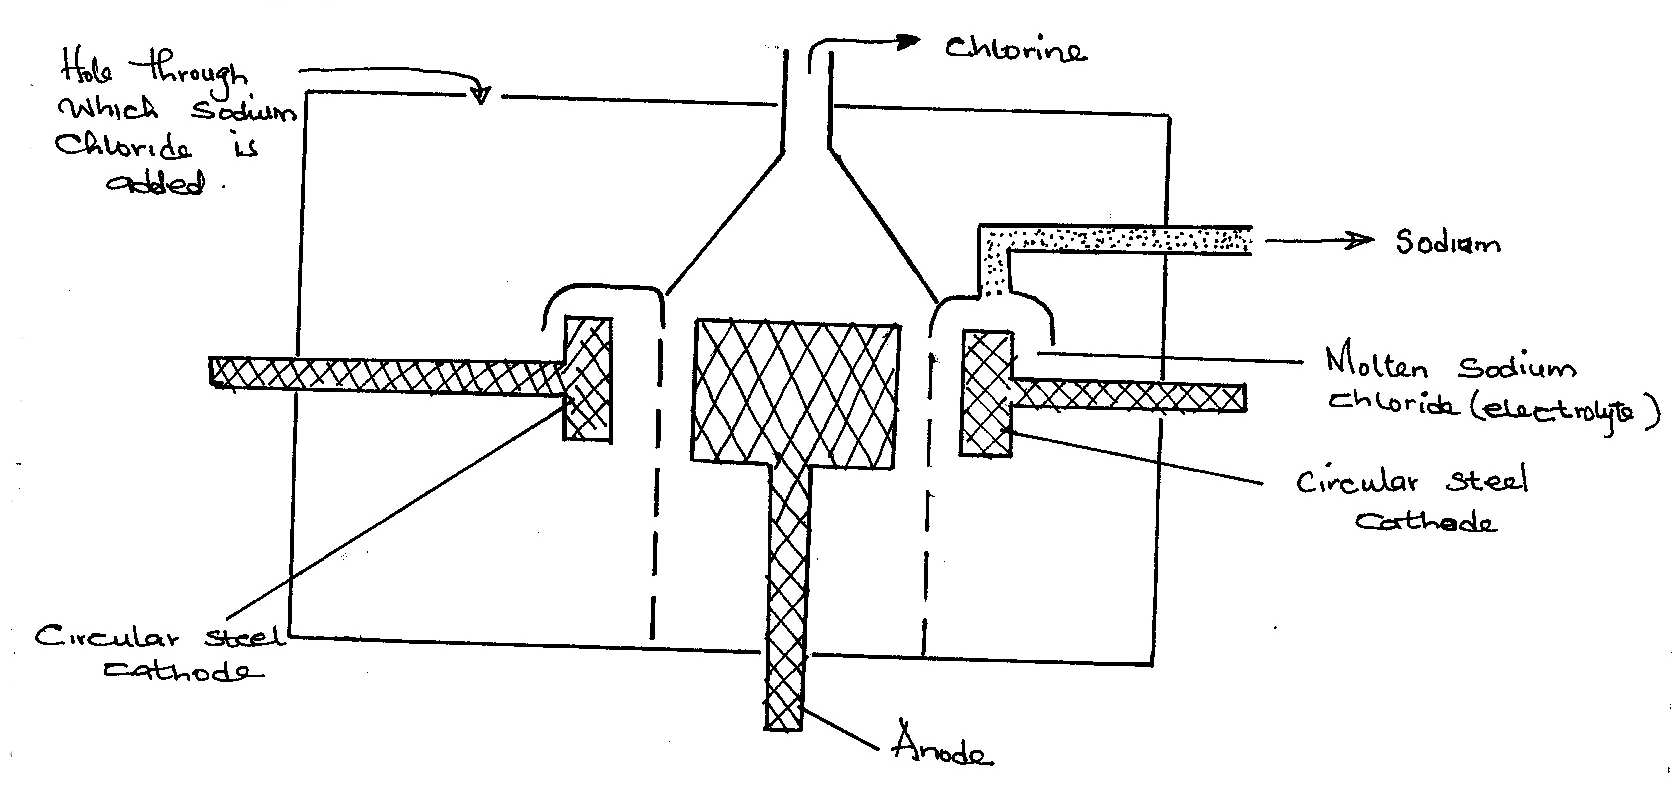 Hole through
Which Sodium
Chloride is
added.
Chlorine
Sodium
Molten Sodium
Chloride (electrolyte)
Circular Steel
Cathode
Circular Steel
Cathode
Anode